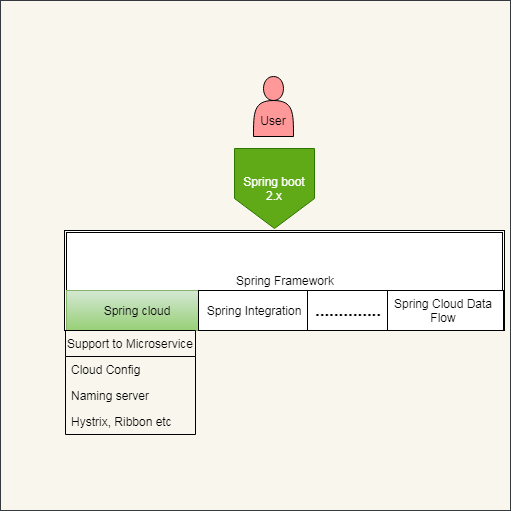 User
Spring boot
2.x
Spring Framework
Spring cloud
Spring Integration
..............
Spring Cloud Data
Flow
Support to Microservice
Cloud Config
Naming server
Hystrix, Ribbon etc